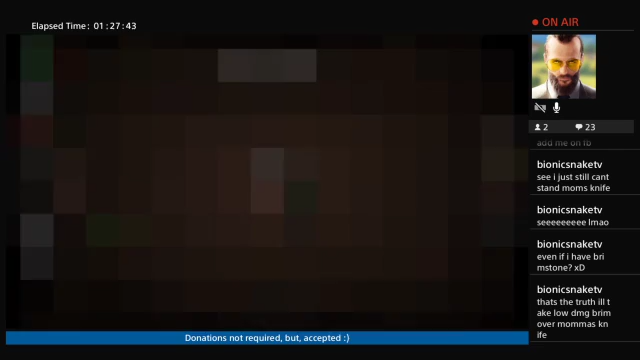 Elapsed Time: 01:27:43
ON AIR
2
23
add me on fb
bionicsnaketv
see i just still cant
stand moms knife
bionicsnaketv
seeeeeeeee lmao
bionicsnaketv
even if i have bri
mstone? xD
bionicsnaketv
thats the truth ill t
ake low dmg brim
over mommas kn
ife
Donations not required, but, accepted :)